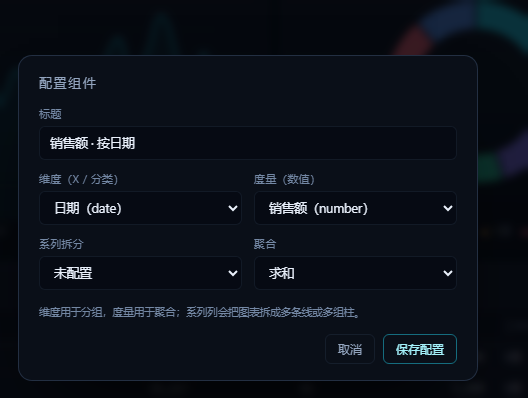 配置组件
标题
销售额 · 按日期
维度（X / 分类）
度量（数值）
日期（date）
销售额（number）
系列拆分
聚合
未配置
求和
维度用于分组，度量用于聚合；系列列会把图表拆成多条线或多组柱。
取消
保存配置